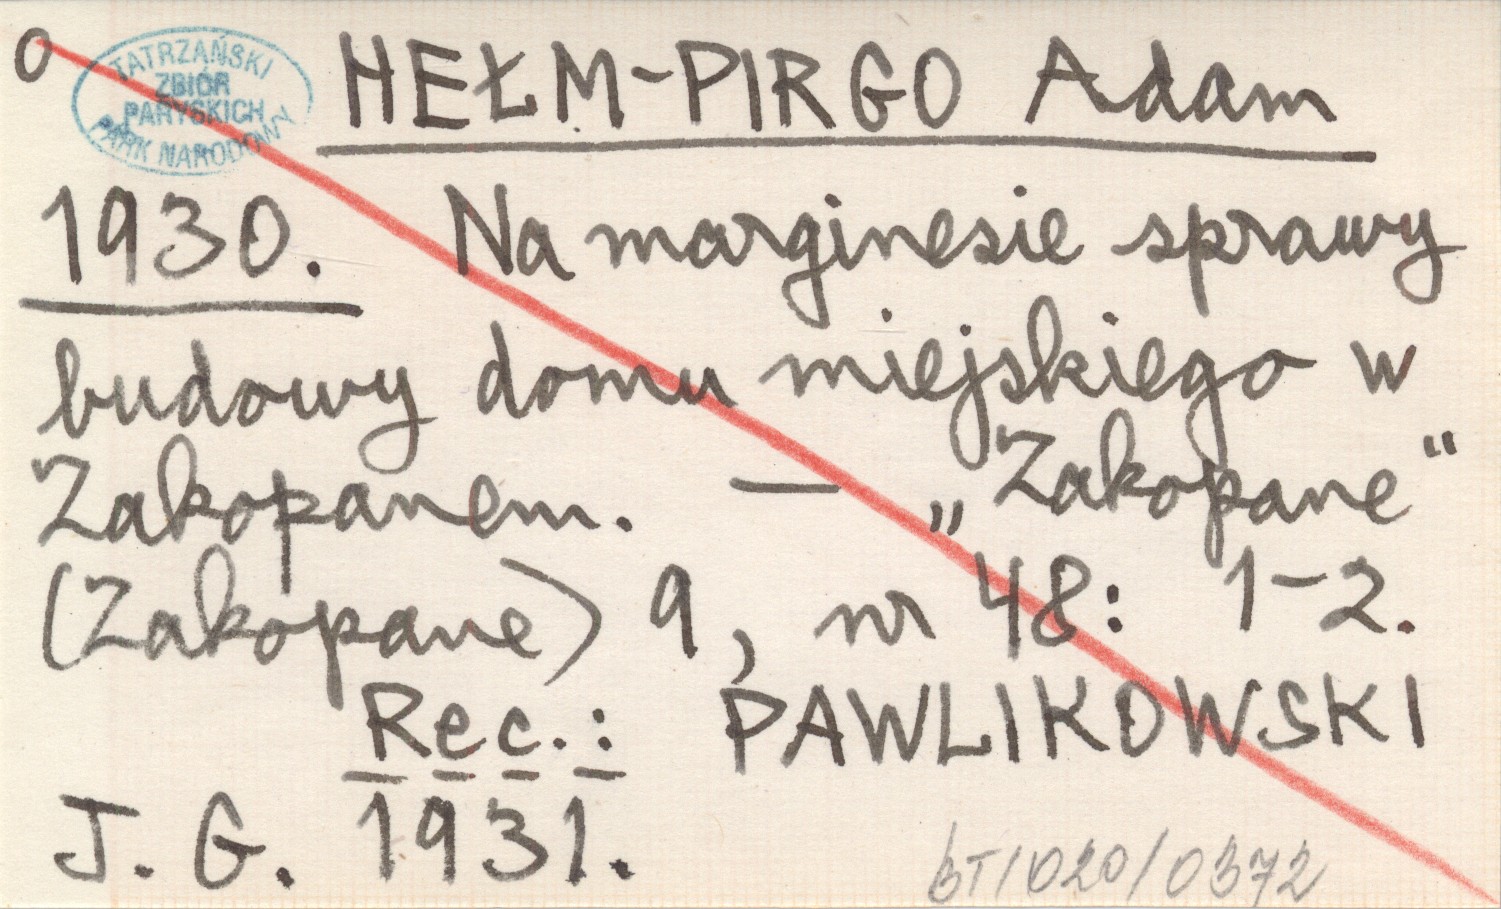 O
TATRZAŃSKI
ZBIÓR
PARYSKICH
PARK NARODOWY
HEŁM-PIRGO Adam
1930. Na marginesie sprawy
budowy domu miejskiego w
Zakopanem. — „Zakopane“
(Zakopane) 9, nr 48: 1-2.
Rec.: PAWLIKOWSKI
J. G. 1931.
BT/020/0372